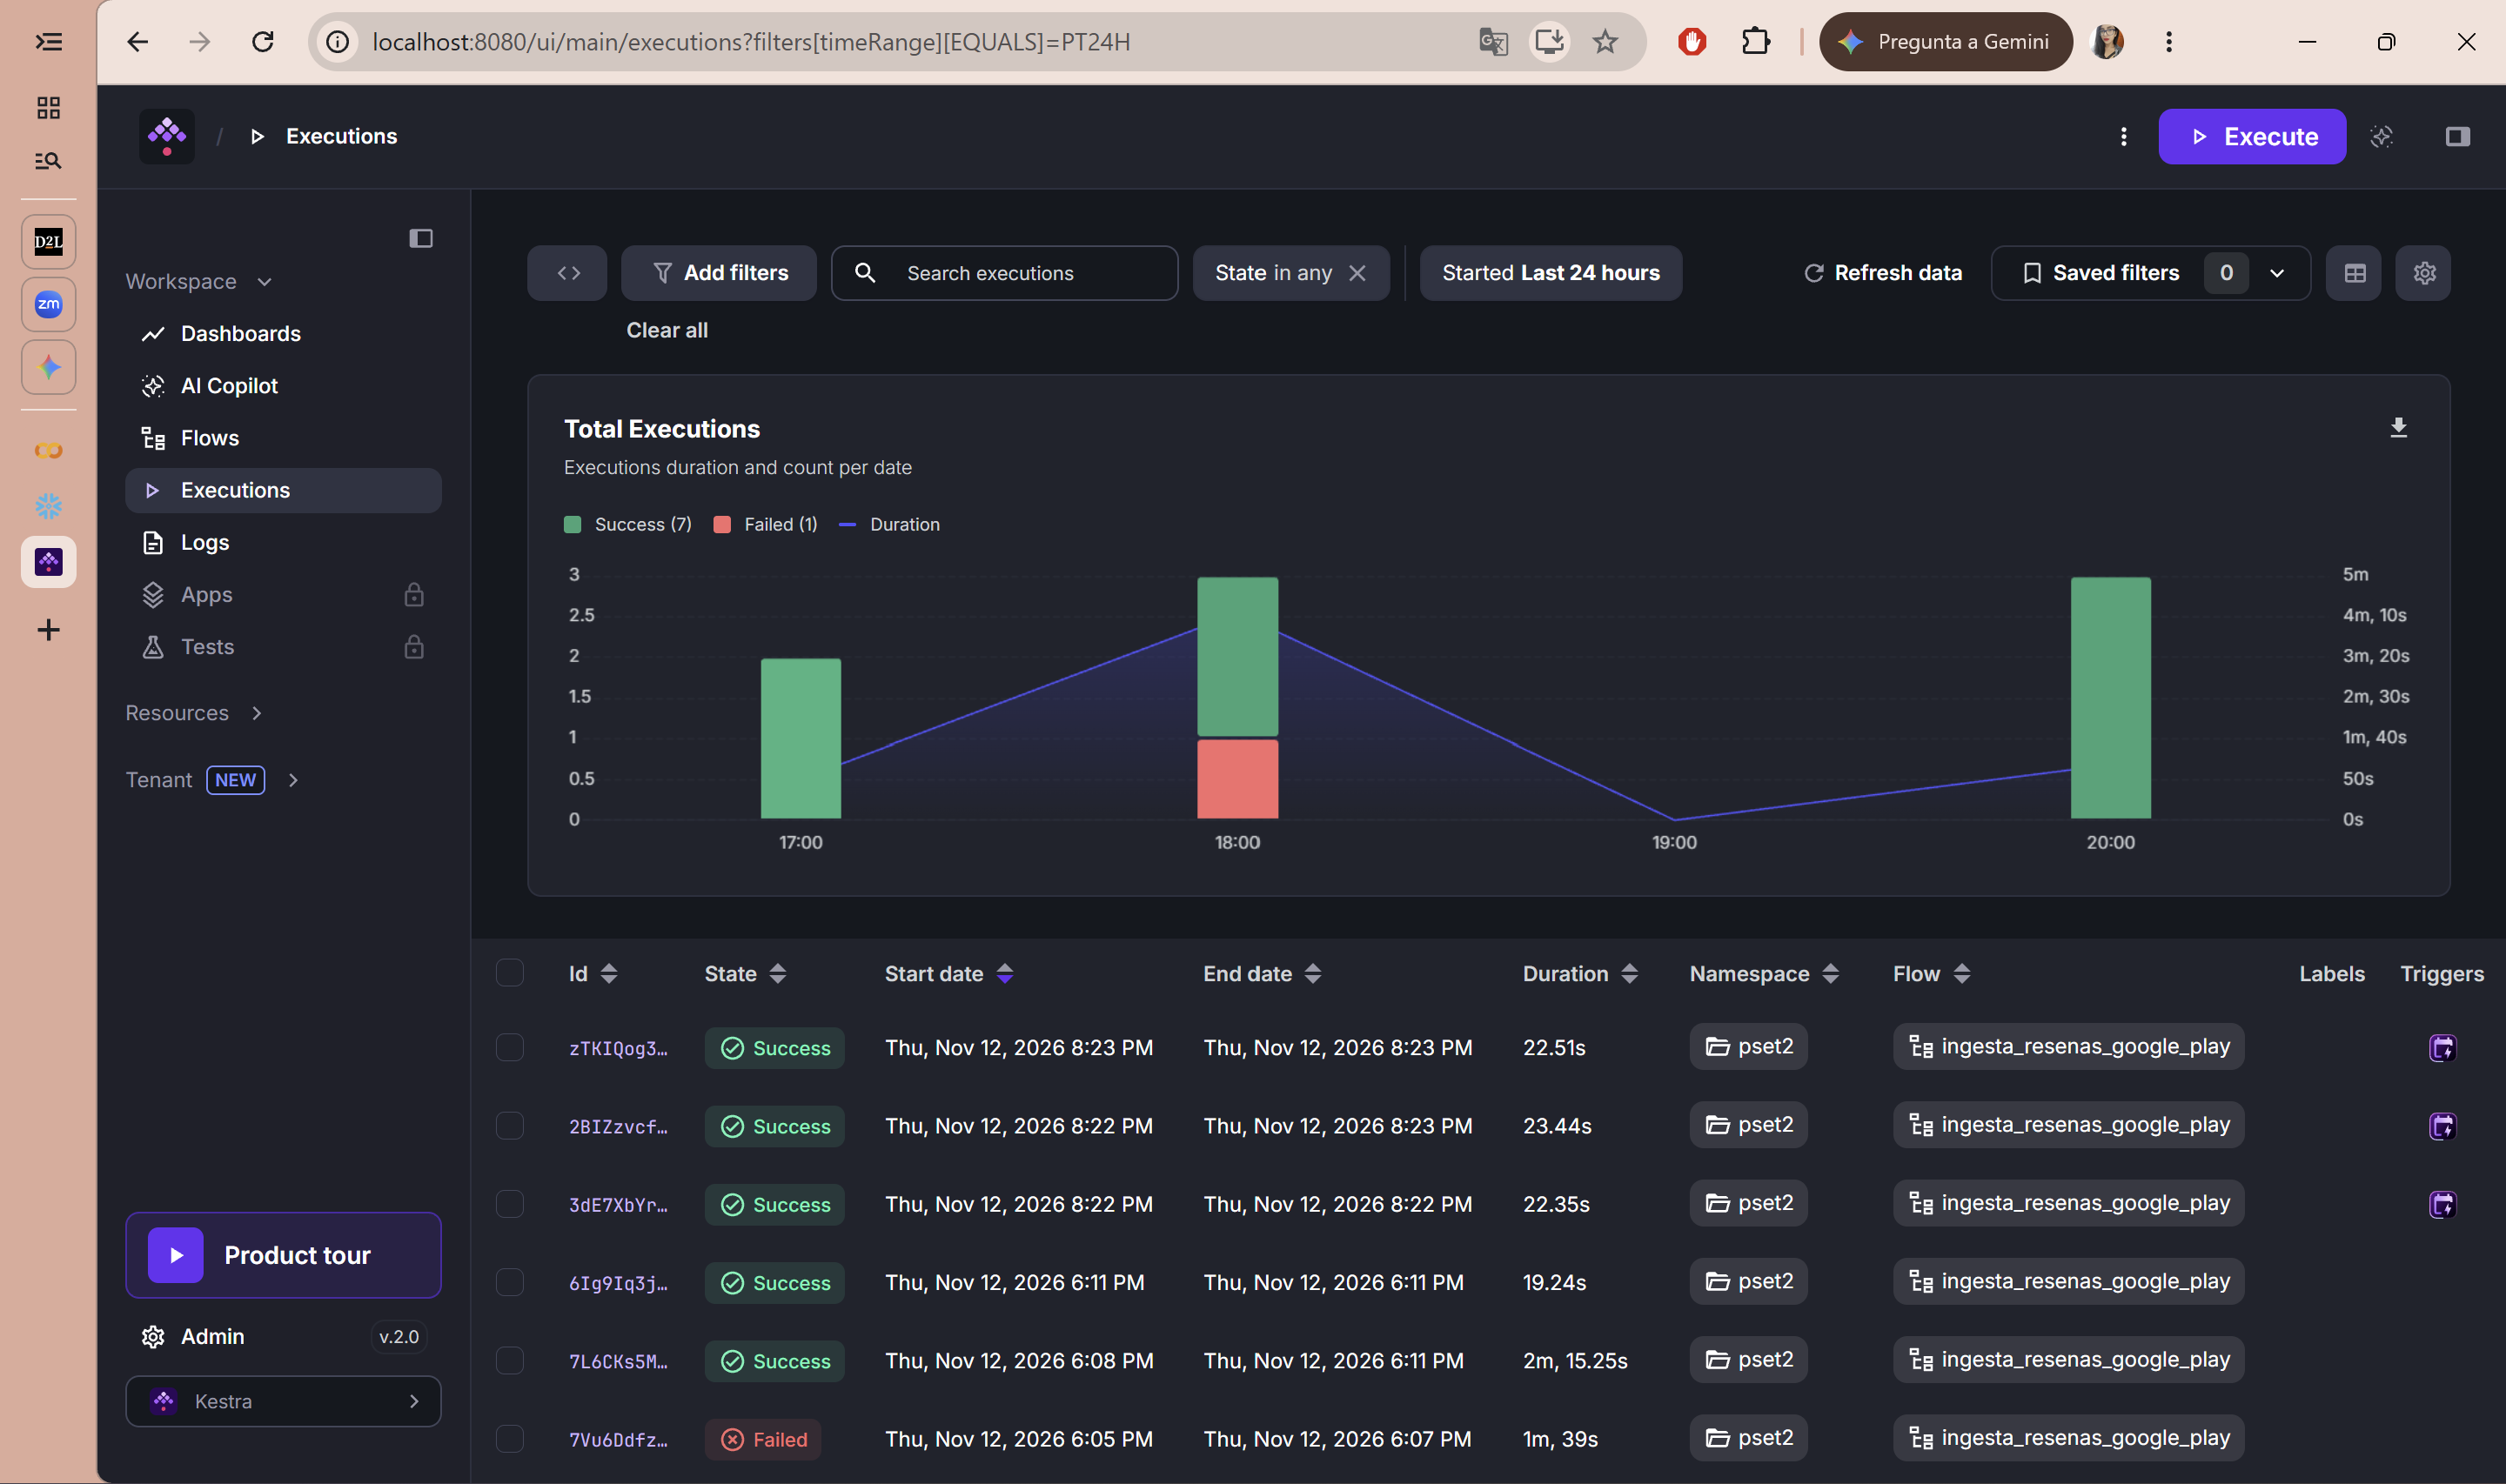 localhost:8080/ui/main/executions?filters[timeRange][EQUALS]=PT24H
Pregunta a Gemini
D2L
zm
/ Executions
Execute
Workspace
Dashboards
AI Copilot
Flows
Executions
Logs
Apps
Tests
Resources
Tenant NEW
Product tour
Admin v.2.0
Kestra
Add filters Search executions State in any Started Last 24 hours Refresh data Saved filters 0
Clear all
Total Executions
Executions duration and count per date
Success (7) Failed (1) Duration
3 5m
2.5 4m, 10s
2 3m, 20s
1.5 2m, 30s
1 1m, 40s
0.5 50s
0 0s
17:00 18:00 19:00 20:00
Id State Start date End date Duration Namespace Flow Labels Triggers
zTKIQog3… Success Thu, Nov 12, 2026 8:23 PM Thu, Nov 12, 2026 8:23 PM 22.51s pset2 ingesta_resenas_google_play
2BIZzvcf… Success Thu, Nov 12, 2026 8:22 PM Thu, Nov 12, 2026 8:23 PM 23.44s pset2 ingesta_resenas_google_play
3dE7XbYr… Success Thu, Nov 12, 2026 8:22 PM Thu, Nov 12, 2026 8:22 PM 22.35s pset2 ingesta_resenas_google_play
6Ig9Iq3j… Success Thu, Nov 12, 2026 6:11 PM Thu, Nov 12, 2026 6:11 PM 19.24s pset2 ingesta_resenas_google_play
7L6CKs5M… Success Thu, Nov 12, 2026 6:08 PM Thu, Nov 12, 2026 6:11 PM 2m, 15.25s pset2 ingesta_resenas_google_play
7Vu6Ddfz… Failed Thu, Nov 12, 2026 6:05 PM Thu, Nov 12, 2026 6:07 PM 1m, 39s pset2 ingesta_resenas_google_play